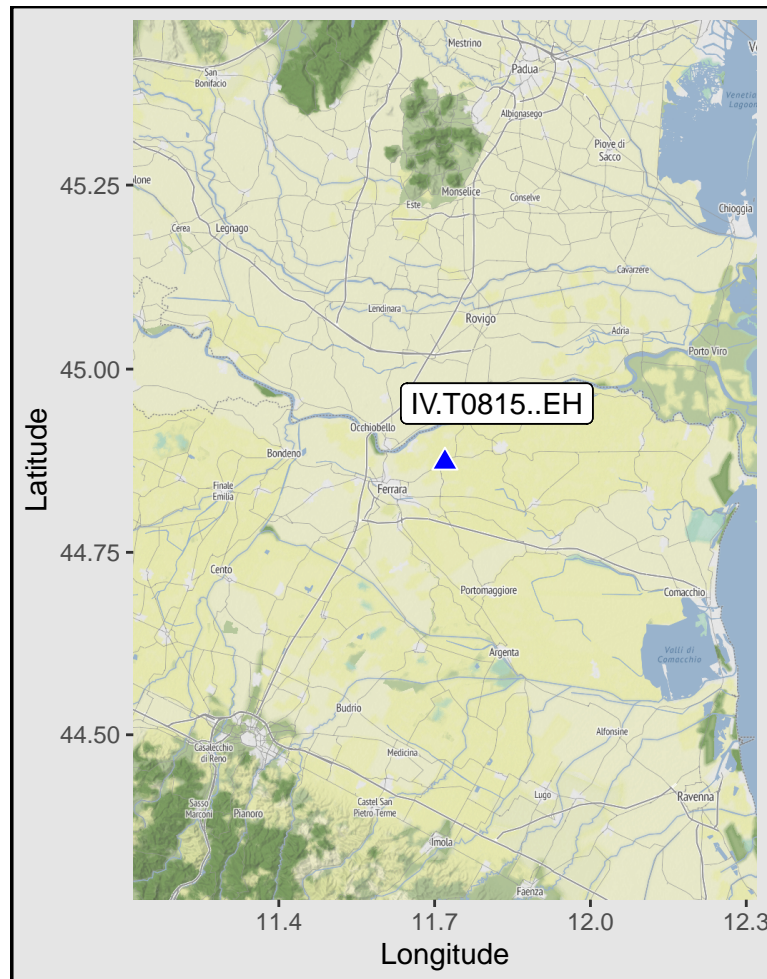 Mestrino
San
Bonifacio
Padua
Albignasego
Piove di
Sacco
Venetia
Lagoon
Monselice
Este
Conselve
Chioggia
Cerea
Legnago
Cavarzere
Lendinara
Rovigo
Adria
Porto Viro
IV.T0815..EH
Occhiobello
Bondeno
Ferrara
Finale
Emilia
Cento
Portomaggiore
Comacchio
Argenta
Valli di
Comacchio
Budrio
Alfonsine
Casalecchio
di Reno
Medicina
Sasso
Marconi
Pianoro
Castel San
Pietro Terme
Lugo
Ravenna
Imola
Faenza
45.25
45.00
44.75
44.50
Latitude
11.4
11.7
12.0
12.3
Longitude